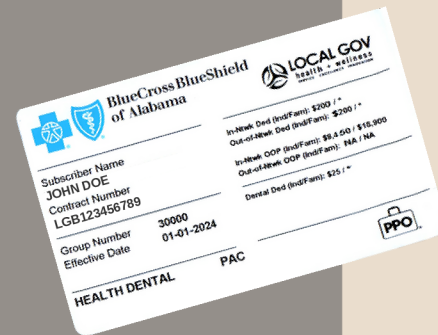 BlueCross BlueShield
of Alabama
LOCAL GOV
health + wellness
Subscriber Name
JOHN DOE
Contract Number
LGB123456789
Group Number 30000
Effective Date 01-01-2024
HEALTH DENTAL PAC
In-Ntwk Ded (Ind/Fam): $200 / *
Out-of-Ntwk Ded (Ind/Fam): $200 / *
In-Ntwk OOP (Ind/Fam): $9,450 / $18,900
Out-of-Ntwk OOP (Ind/Fam): NA / NA
Dental Ded (Ind/Fam): $25 / *
PPO